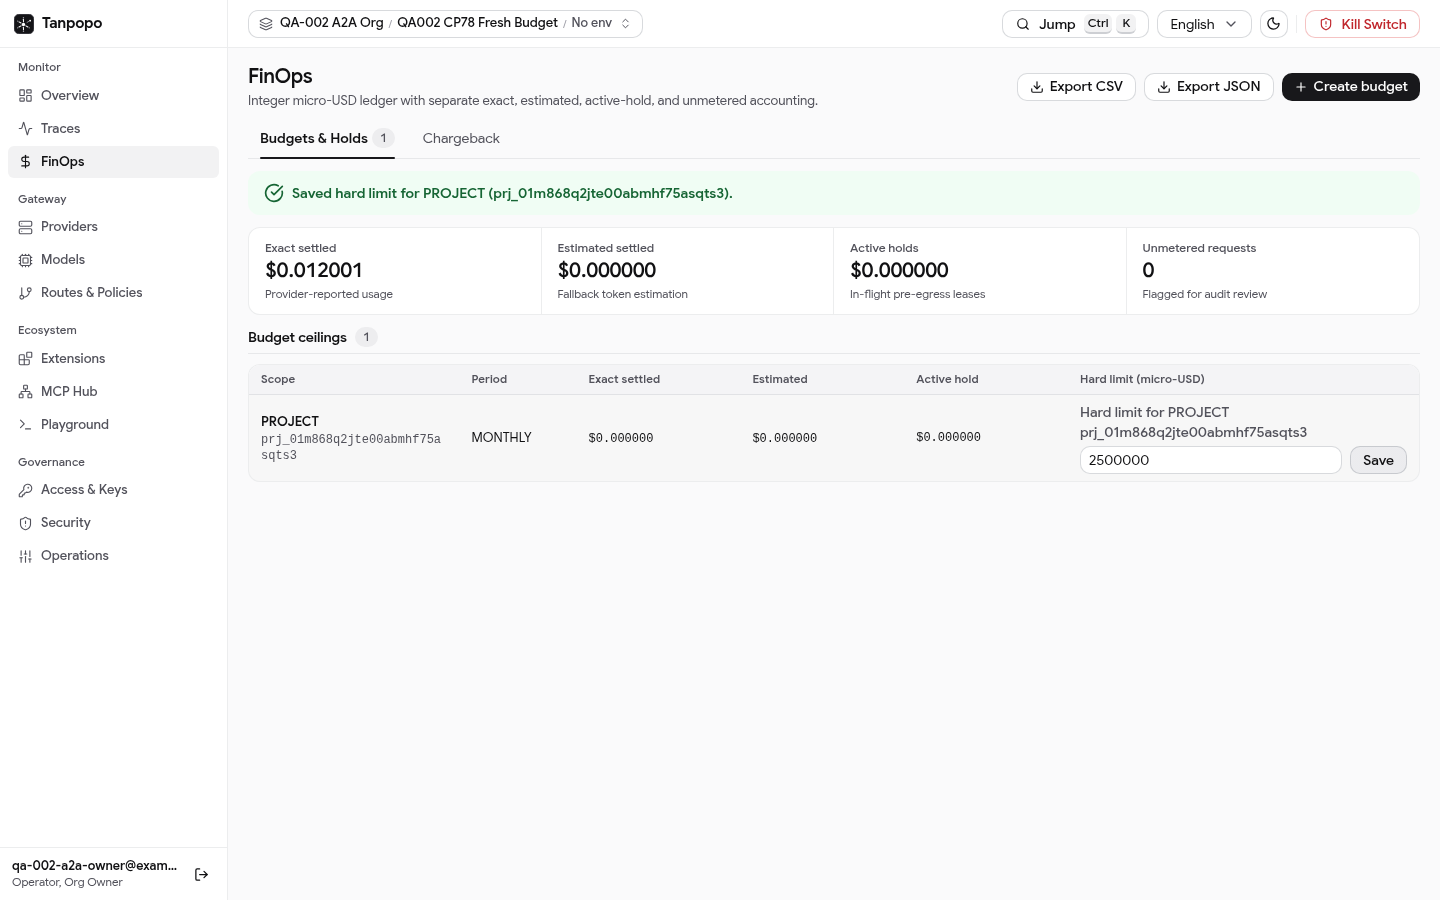 Tanpopo
QA-002 A2A Org / QA002 CP78 Fresh Budget / No env
Jump Ctrl K
English
Kill Switch
Monitor
Overview
Traces
FinOps
Gateway
Providers
Models
Routes & Policies
Ecosystem
Extensions
MCP Hub
Playground
Governance
Access & Keys
Security
Operations
qa-002-a2a-owner@exam...
Operator, Org Owner
FinOps
Integer micro-USD ledger with separate exact, estimated, active-hold, and unmetered accounting.
Export CSV
Export JSON
Create budget
Budgets & Holds 1
Chargeback
Saved hard limit for PROJECT (prj_01m868q2jte00abmhf75asqts3).
Exact settled
$0.012001
Provider-reported usage
Estimated settled
$0.000000
Fallback token estimation
Active holds
$0.000000
In-flight pre-egress leases
Unmetered requests
0
Flagged for audit review
Budget ceilings 1
Scope Period Exact settled Estimated Active hold Hard limit (micro-USD)
PROJECT
prj_01m868q2jte00abmhf75a
sqts3
MONTHLY
$0.000000
$0.000000
$0.000000
Hard limit for PROJECT
prj_01m868q2jte00abmhf75asqts3
2500000
Save